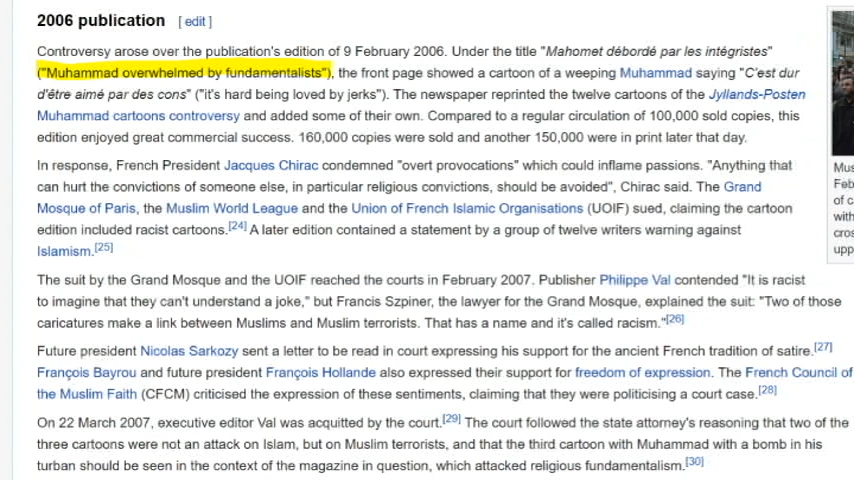 2006 publication [ edit ]
Controversy arose over the publication's edition of 9 February 2006. Under the title "Mahomet débordé par les intégristes"
("Muhammad overwhelmed by fundamentalists"), the front page showed a cartoon of a weeping Muhammad saying "C'est dur
d'être aimé par des cons" ("it's hard being loved by jerks"). The newspaper reprinted the twelve cartoons of the Jyllands-Posten
Muhammad cartoons controversy and added some of their own. Compared to a regular circulation of 100,000 sold copies, this
edition enjoyed great commercial success. 160,000 copies were sold and another 150,000 were in print later that day.
In response, French President Jacques Chirac condemned "overt provocations" which could inflame passions. "Anything that
can hurt the convictions of someone else, in particular religious convictions, should be avoided", Chirac said. The Grand
Mosque of Paris, the Muslim World League and the Union of French Islamic Organisations (UOIF) sued, claiming the cartoon
edition included racist cartoons.[24] A later edition contained a statement by a group of twelve writers warning against
Islamism.[25]
The suit by the Grand Mosque and the UOIF reached the courts in February 2007. Publisher Philippe Val contended "It is racist
to imagine that they can't understand a joke," but Francis Szpiner, the lawyer for the Grand Mosque, explained the suit: "Two of those
caricatures make a link between Muslims and Muslim terrorists. That has a name and it's called racism."[26]
Future president Nicolas Sarkozy sent a letter to be read in court expressing his support for the ancient French tradition of satire.[27]
François Bayrou and future president François Hollande also expressed their support for freedom of expression. The French Council of
the Muslim Faith (CFCM) criticised the expression of these sentiments, claiming that they were politicising a court case.[28]
On 22 March 2007, executive editor Val was acquitted by the court.[29] The court followed the state attorney's reasoning that two of the
three cartoons were not an attack on Islam, but on Muslim terrorists, and that the third cartoon with Muhammad with a bomb in his
turban should be seen in the context of the magazine in question, which attacked religious fundamentalism.[30]
Mus
Feb
of c
with
cros
upp